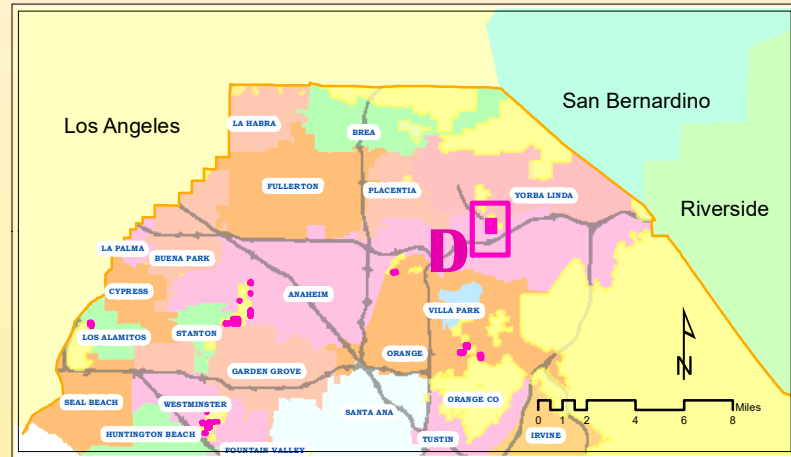 San Bernardino
Los Angeles
LA HABRA
BREA
FULLERTON
PLACENTIA
YORBA LINDA
Riverside
D
LA PALMA
BUENA PARK
CYPRESS
ANAHEIM
VILLA PARK
STANTON
LOS ALAMITOS
ORANGE
N
GARDEN GROVE
SEAL BEACH
WESTMINSTER
SANTA ANA
ORANGE CO
Miles
0 1 2 4 6 8
HUNTINGTON BEACH
TUSTIN
IRVINE
FOUNTAIN VALLEY